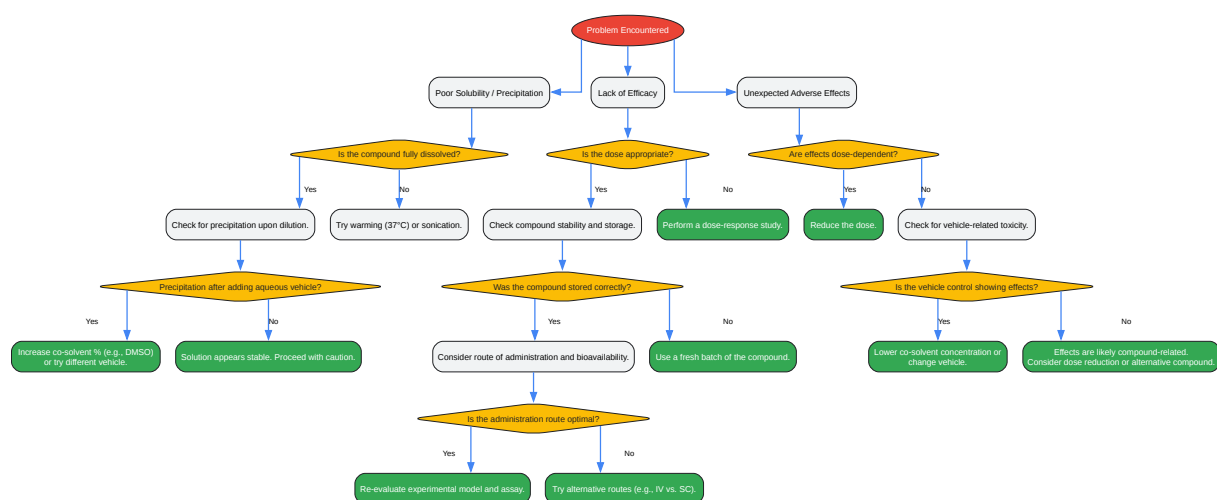 Problem Encountered
Poor Solubility / Precipitation
Lack of Efficacy
Unexpected Adverse Effects
Is the compound fully dissolved?
Is the dose appropriate?
Are effects dose-dependent?
Yes
No
Yes
No
Yes
No
Check for precipitation upon dilution.
Try warming (37°C) or sonication.
Check compound stability and storage.
Perform a dose-response study.
Reduce the dose.
Check for vehicle-related toxicity.
Precipitation after adding aqueous vehicle?
Was the compound stored correctly?
Is the vehicle control showing effects?
Yes
No
Yes
No
Yes
No
Increase co-solvent % (e.g., DMSO)
or try different vehicle.
Solution appears stable. Proceed with caution.
Consider route of administration and bioavailability.
Use a fresh batch of the compound.
Lower co-solvent concentration or
change vehicle.
Effects are likely compound-related.
Consider dose reduction or alternative compound.
Is the administration route optimal?
Yes
No
Re-evaluate experimental model and assay.
Try alternative routes (e.g., IV vs. SC).